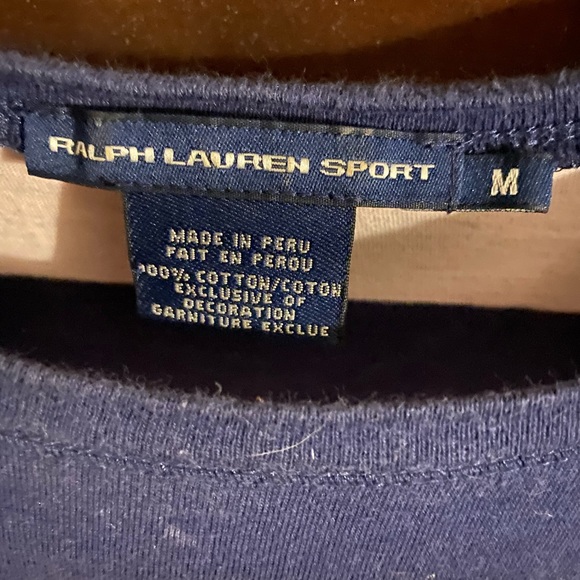 RALPH LAUREN SPORT
M
MADE IN PERU
FAIT EN PEROU
100% COTTON/COTON
EXCLUSIVE OF
DECORATION
GARNITURE EXCLUE